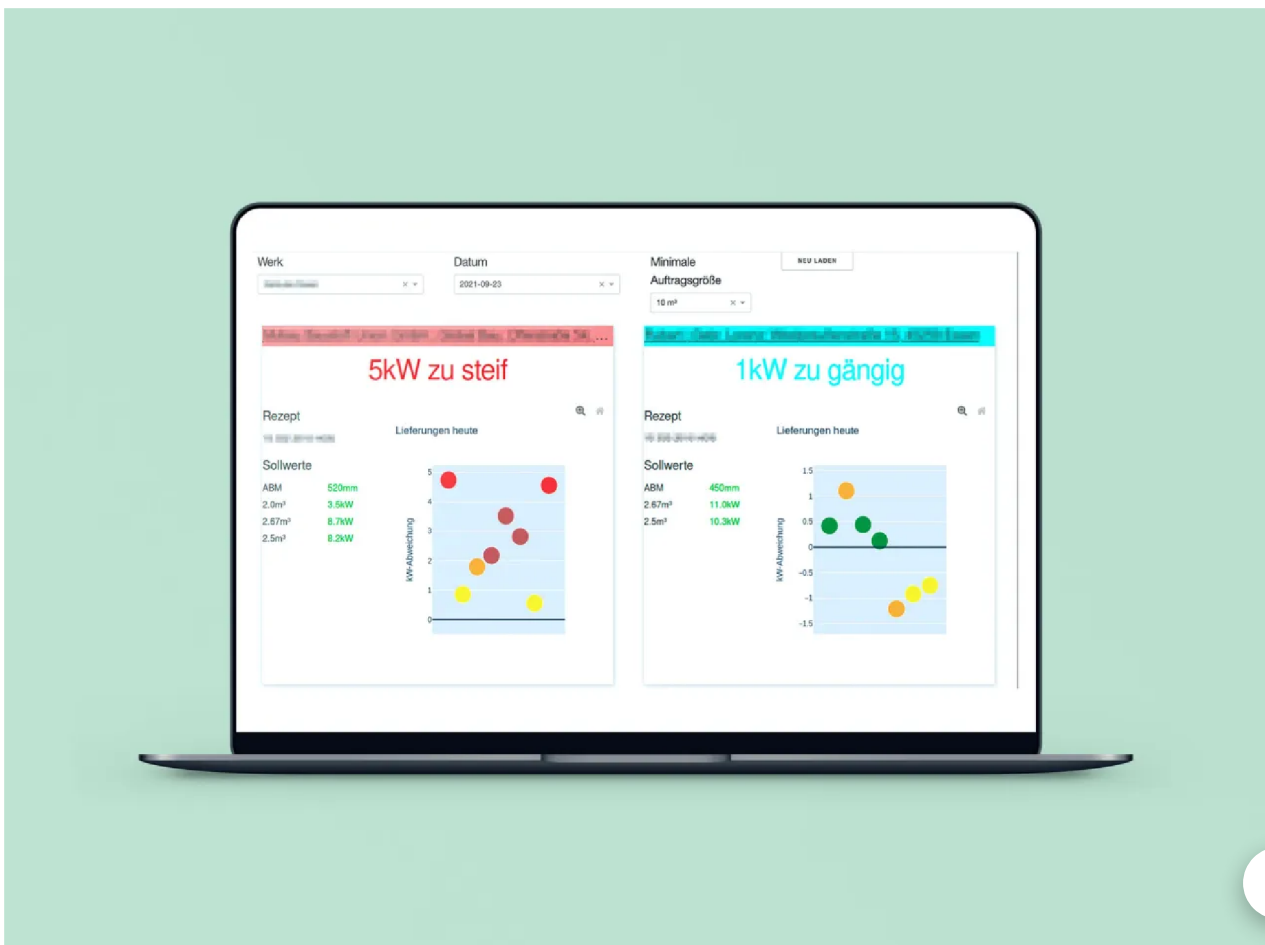 Werk
Datum
Minimale
Auftragsgröße
NEU LADEN
2021-09-23
10 m³
5kW zu steif
Rezept
Lieferungen heute
Sollwerte
ABM 520mm
2.0m³ 3.5kW
2.67m³ 8.7kW
2.5m³ 8.2kW
kW-Abweichung
5
4
3
2
1
0
1kW zu gängig
Rezept
Lieferungen heute
Sollwerte
ABM 450mm
2.67m³ 11.0kW
2.5m³ 10.3kW
kW-Abweichung
1.5
1
0.5
0
−0.5
−1
−1.5